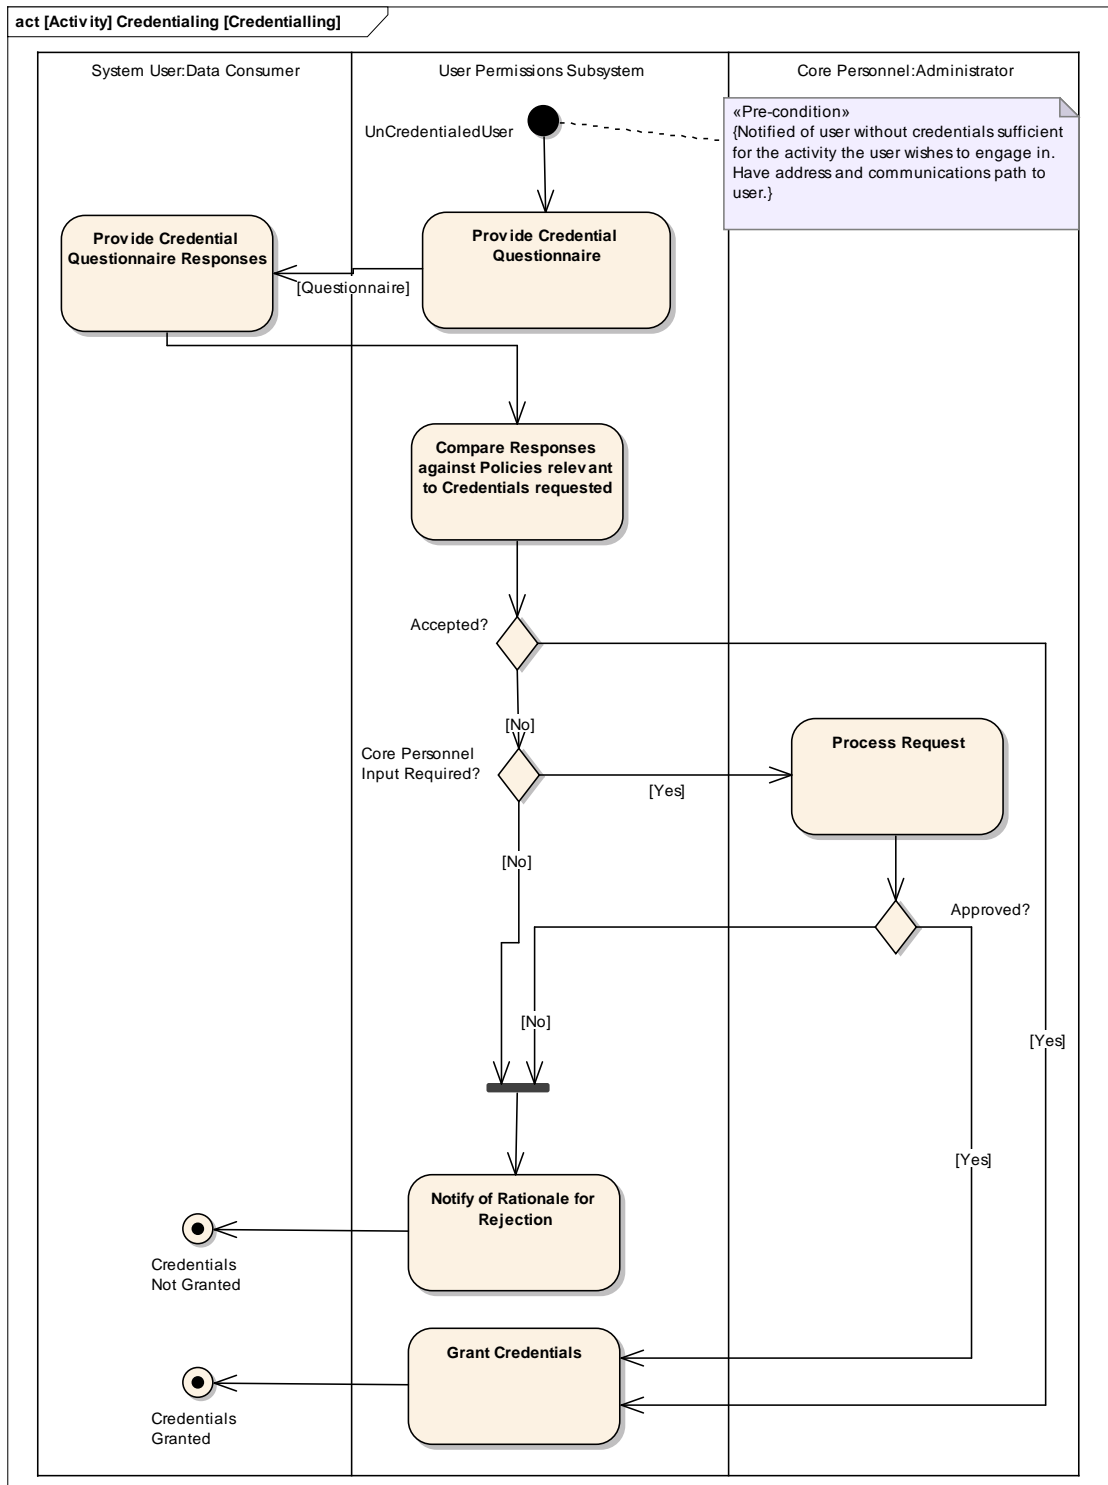 act [Activity] Credentialing [Credentialling]
System User:Data Consumer
User Permissions Subsystem
Core Personnel:Administrator
«Pre-condition»
{Notified of user without credentials sufficient
for the activity the user wishes to engage in.
Have address and communications path to
user.}
UnCredentialedUser
Provide Credential
Questionnaire Responses
Provide Credential
Questionnaire
[Questionnaire]
Compare Responses
against Policies relevant
to Credentials requested
Accepted?
[No]
Core Personnel
Input Required?
[Yes]
Process Request
[No]
Approved?
[No]
[Yes]
[Yes]
Notify of Rationale for
Rejection
Credentials
Not Granted
Grant Credentials
Credentials
Granted